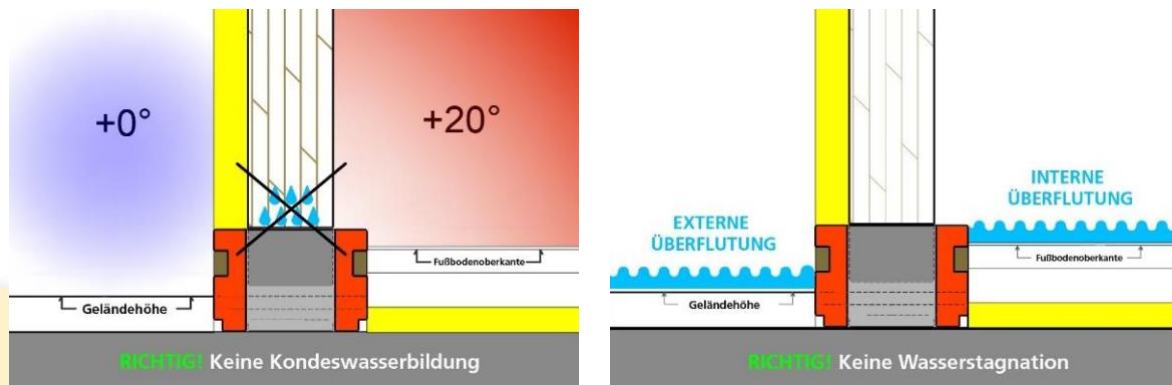 +0°
+20°
Fußbodenoberkante
Geländehöhe
RICHTIG! Keine Kondeswasserbildung
INTERNE
ÜBERFLUTUNG
EXTERNE
ÜBERFLUTUNG
Fußbodenoberkante
Geländehöhe
RICHTIG! Keine Wasserstagnation